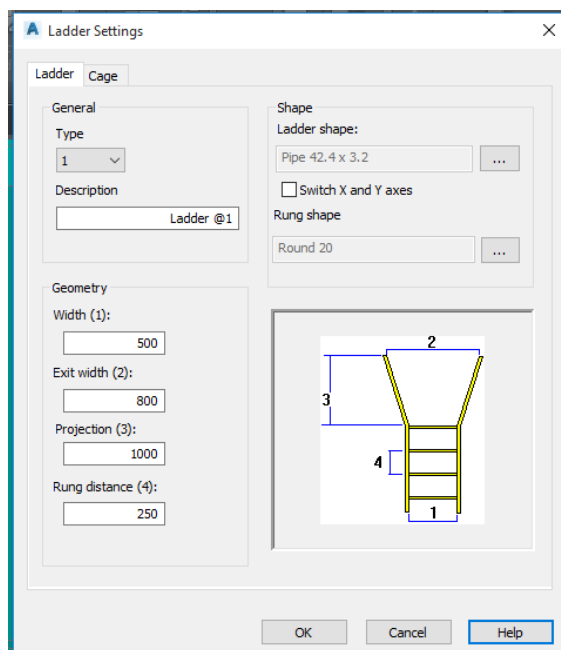 Ladder Settings
Ladder
Cage
General
Type
1
Description
Ladder @1
Shape
Ladder shape:
Pipe 42.4 x 3.2
...
Switch X and Y axes
Rung shape
Round 20
...
Geometry
Width (1):
500
Exit width (2):
800
Projection (3):
1000
Rung distance (4):
250
2
3
4
1
OK
Cancel
Help